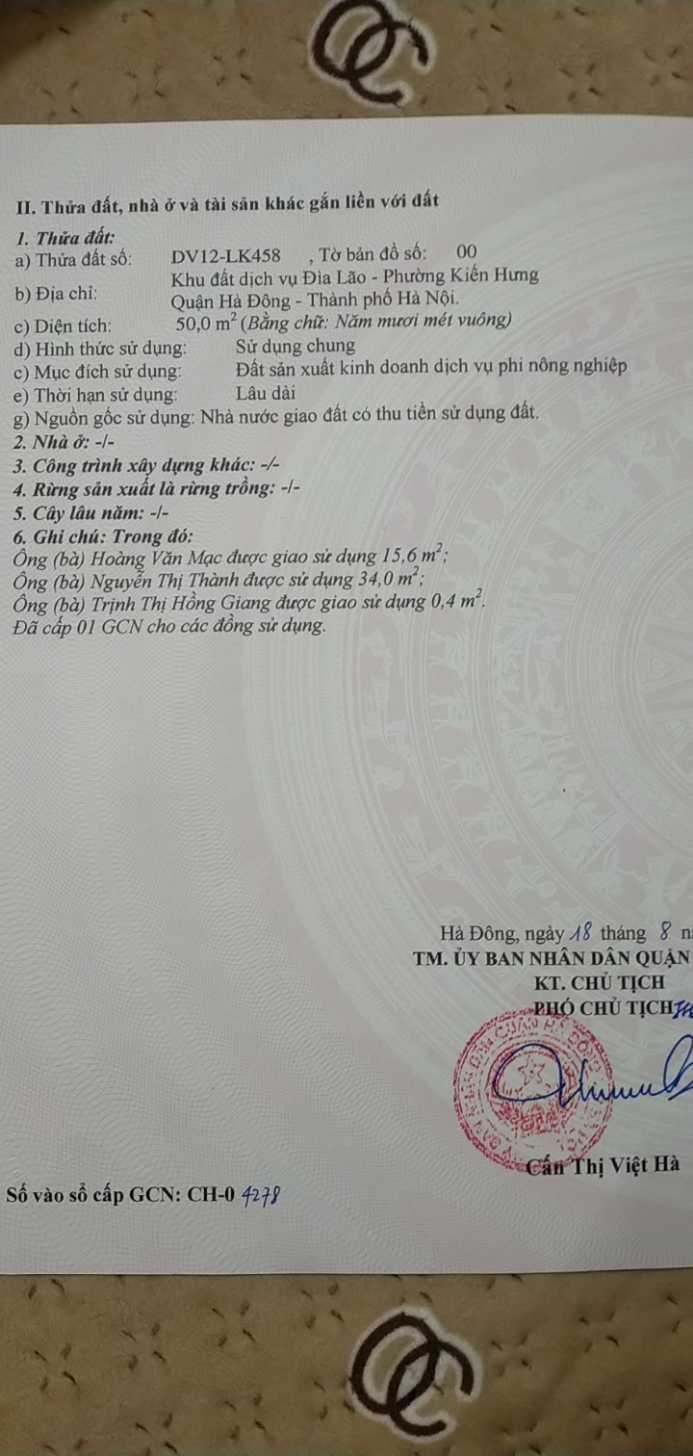 II. Thửa đất, nhà ở và tài sản khác gắn liền với đất
1. Thửa đất:
a) Thửa đất số: DV12-LK458 , Tờ bản đồ số: 00
b) Địa chỉ: Khu đất dịch vụ Đìa Lão - Phường Kiến Hưng
Quận Hà Đông - Thành phố Hà Nội.
c) Diện tích: 50,0 m² (Bằng chữ: Năm mươi mét vuông)
d) Hình thức sử dụng: Sử dụng chung
c) Mục đích sử dụng: Đất sản xuất kinh doanh dịch vụ phi nông nghiệp
e) Thời hạn sử dụng: Lâu dài
g) Nguồn gốc sử dụng: Nhà nước giao đất có thu tiền sử dụng đất.
2. Nhà ở: -/-
3. Công trình xây dựng khác: -/-
4. Rừng sản xuất là rừng trồng: -/-
5. Cây lâu năm: -/-
6. Ghi chú: Trong đó:
Ông (bà) Hoàng Văn Mạc được giao sử dụng 15,6 m²;
Ông (bà) Nguyễn Thị Thành được sử dụng 34,0 m²;
Ông (bà) Trịnh Thị Hồng Giang được giao sử dụng 0,4 m².
Đã cấp 01 GCN cho các đồng sử dụng.
Hà Đông, ngày 18 tháng 8
TM. ỦY BAN NHÂN DÂN QUẬN
KT. CHỦ TỊCH
PHÓ CHỦ TỊCH
Cấn Thị Việt Hà
Số vào sổ cấp GCN: CH-0 4278